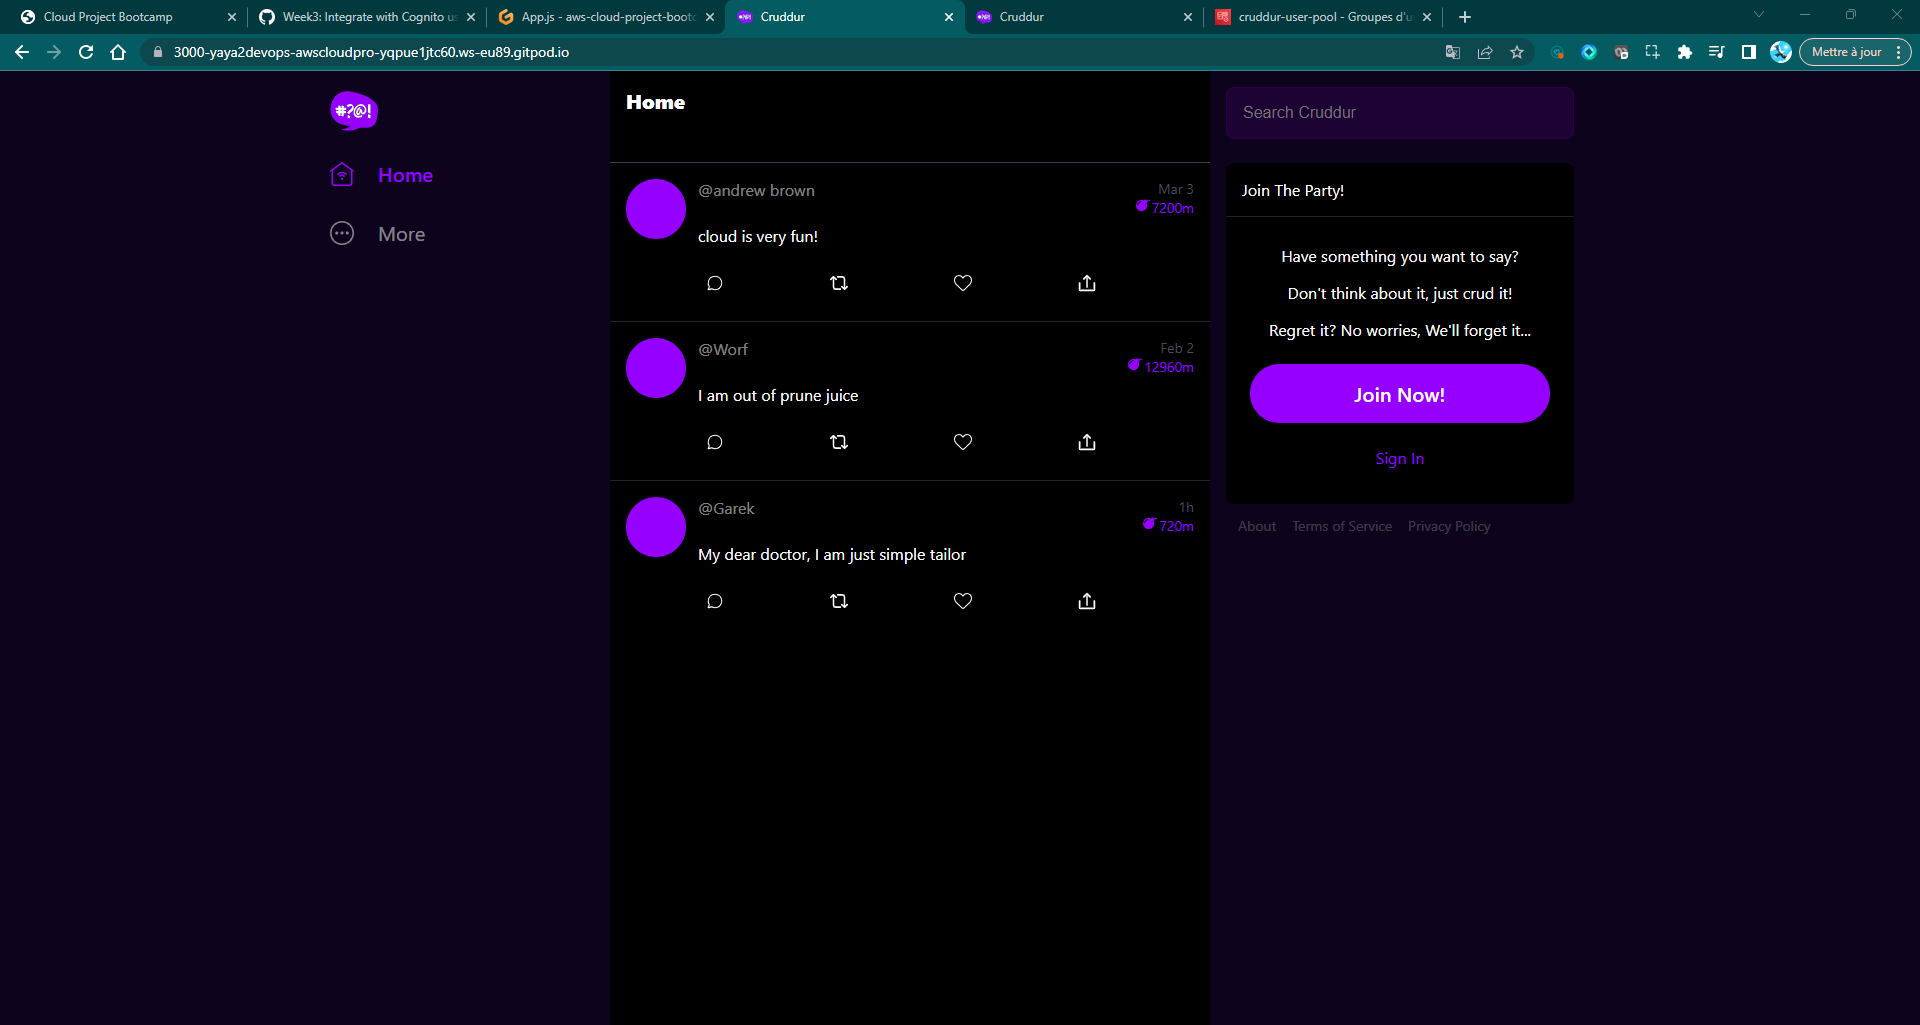 Cloud Project Bootcamp
Week3: Integrate with Cognito us
App.js - aws-cloud-project-bootc
Cruddur
Cruddur
cruddur-user-pool - Groupes d'u
3000-yaya2devops-awscloudpro-yqpue1jtc60.ws-eu89.gitpod.io
Mettre à jour
#?@!
Home
More
Home
@andrew brown
Mar 3
7200m
cloud is very fun!
@Worf
Feb 2
12960m
I am out of prune juice
@Garek
1h
720m
My dear doctor, I am just simple tailor
Search Cruddur
Join The Party!
Have something you want to say?
Don't think about it, just crud it!
Regret it? No worries, We'll forget it...
Join Now!
Sign In
About Terms of Service Privacy Policy